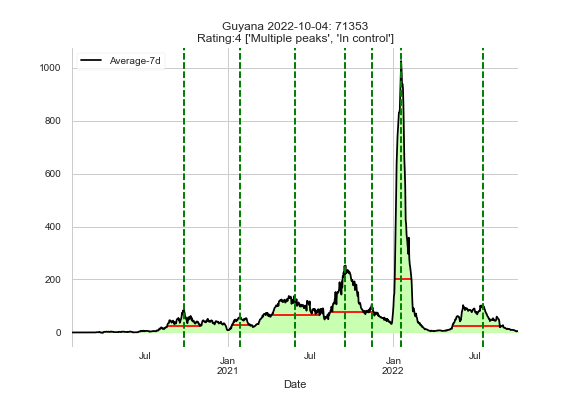 Guyana 2022-10-04: 71353
Rating:4 ['Multiple peaks', 'In control']
Average-7d
1000
800
600
400
200
0
Jul
Jan
2021
Jul
Jan
2022
Jul
Date